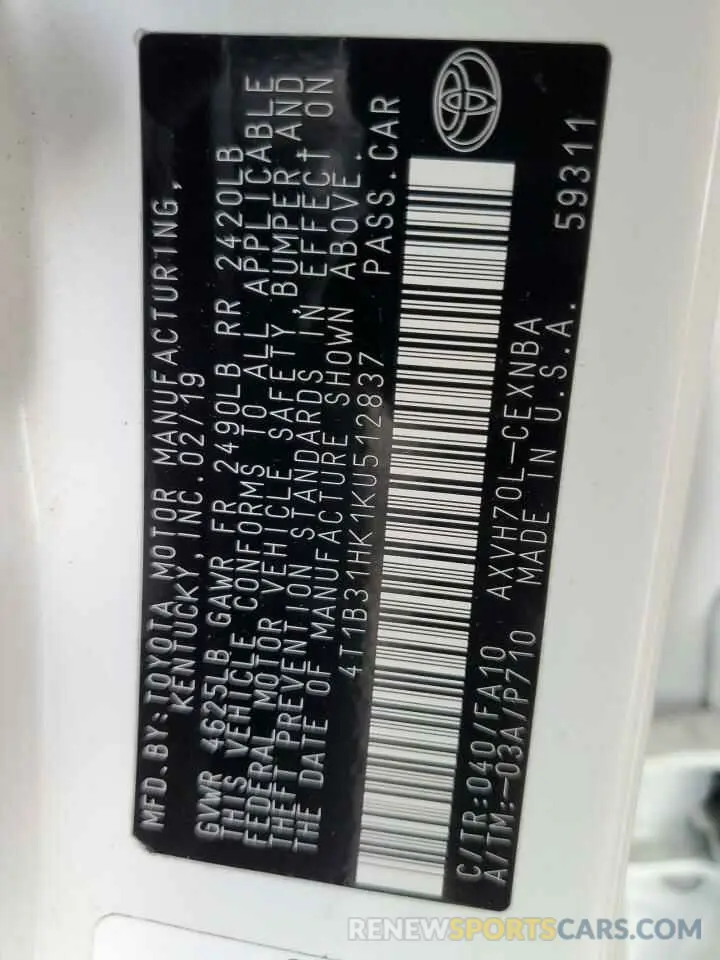 MFD.BY:TOYOTA MOTOR MANUFACTURING,
KENTUCKY, INC. 02/19
GVWR 4625LB GAWR FR 2490LB RR 2420LB
THIS VEHICLE CONFORMS TO ALL APPLICABLE
FEDERAL MOTOR VEHICLE SAFETY, BUMPER, AND
THEFT PREVENTION STANDARDS IN EFFECT ON
THE DATE OF MANUFACTURE SHOWN ABOVE.
4T1B31HK1KU512837 PASS.CAR
C/TR:040/FA10 AXVH70L-CEXNBA 59311
A/TM:-03A/P710 MADE IN U.S.A.
RENEWSPORTSCARS.COM